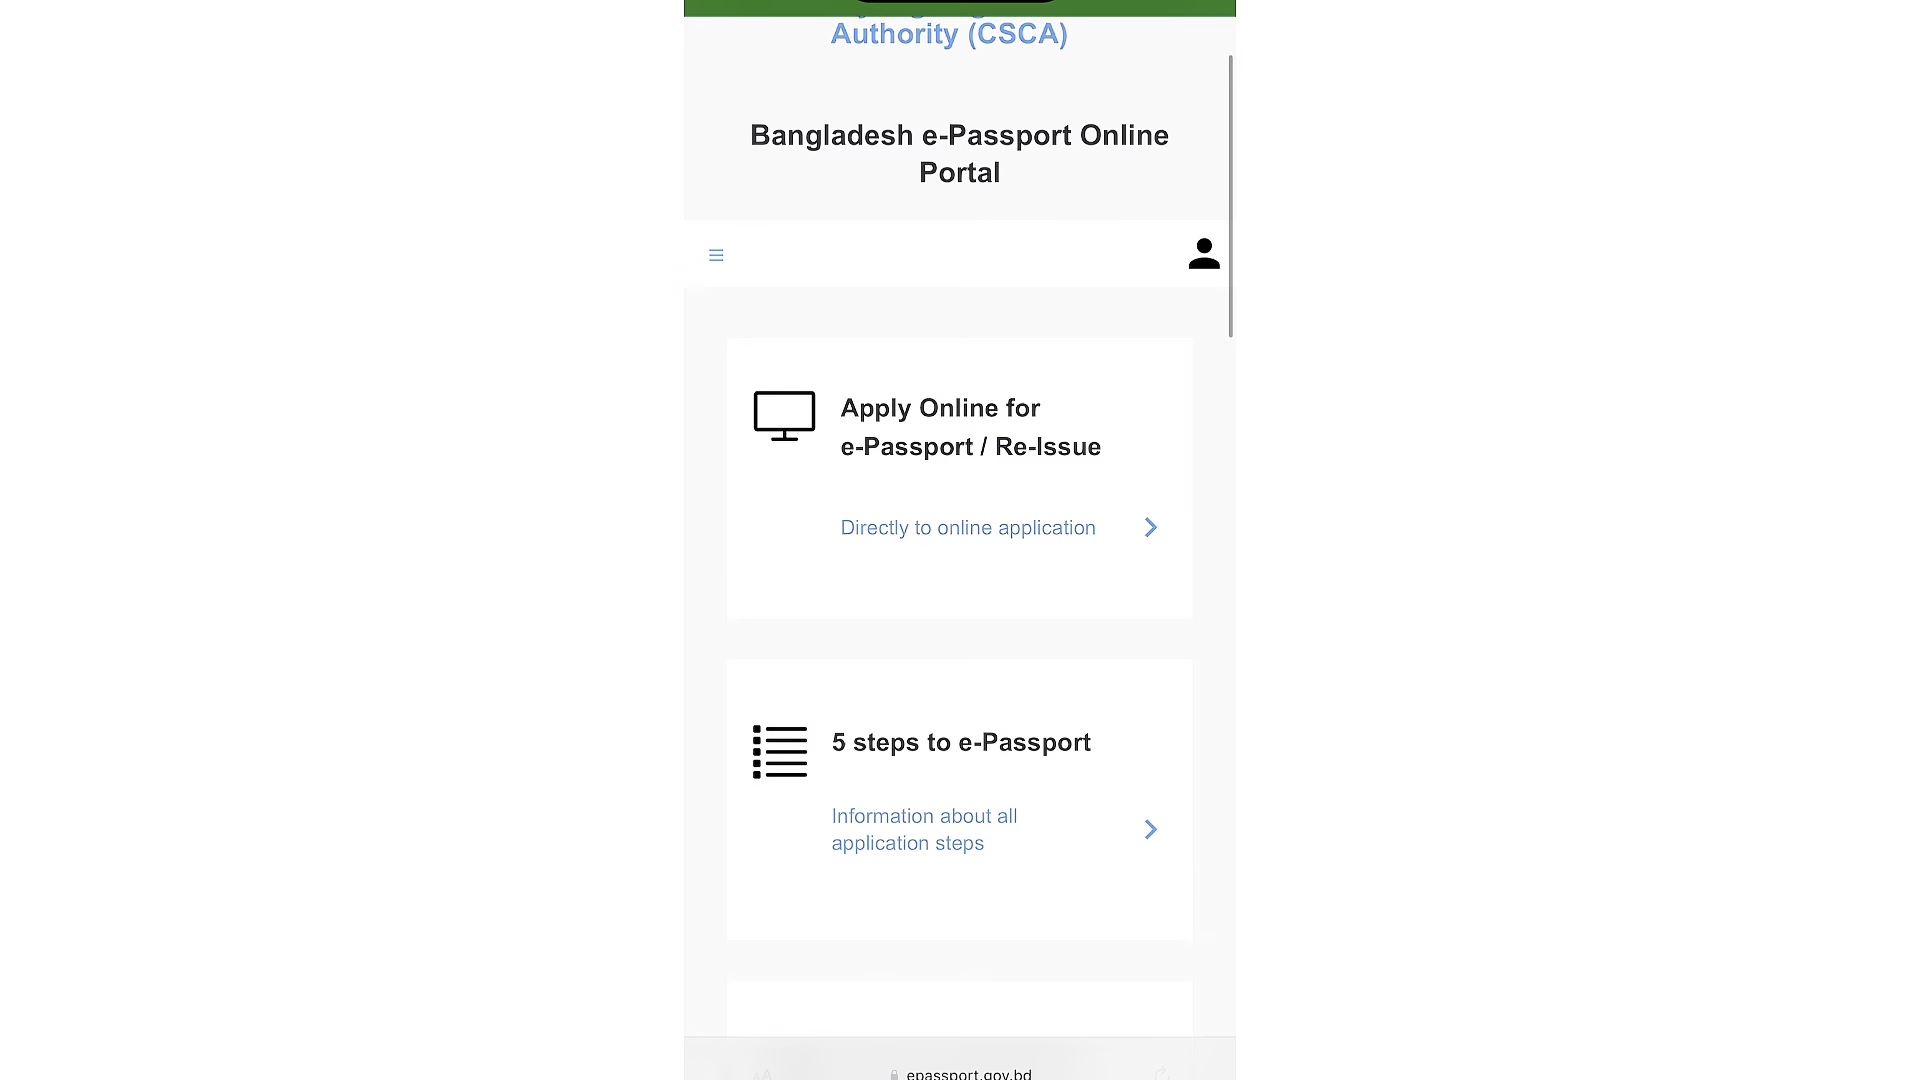 Authority (CSCA)
Bangladesh e-Passport Online
Portal
Apply Online for
e-Passport / Re-Issue
Directly to online application
5 steps to e-Passport
Information about all
application steps
AA
epassport.gov.bd